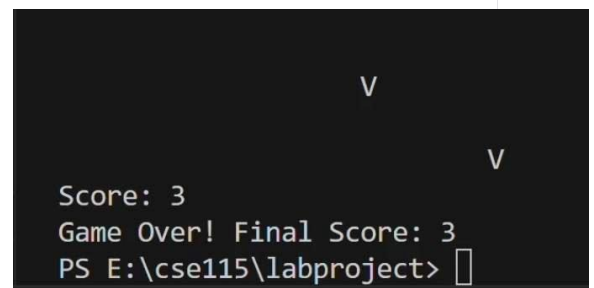 V
V
Score: 3
Game Over! Final Score: 3
PS E:\cse115\labproject>